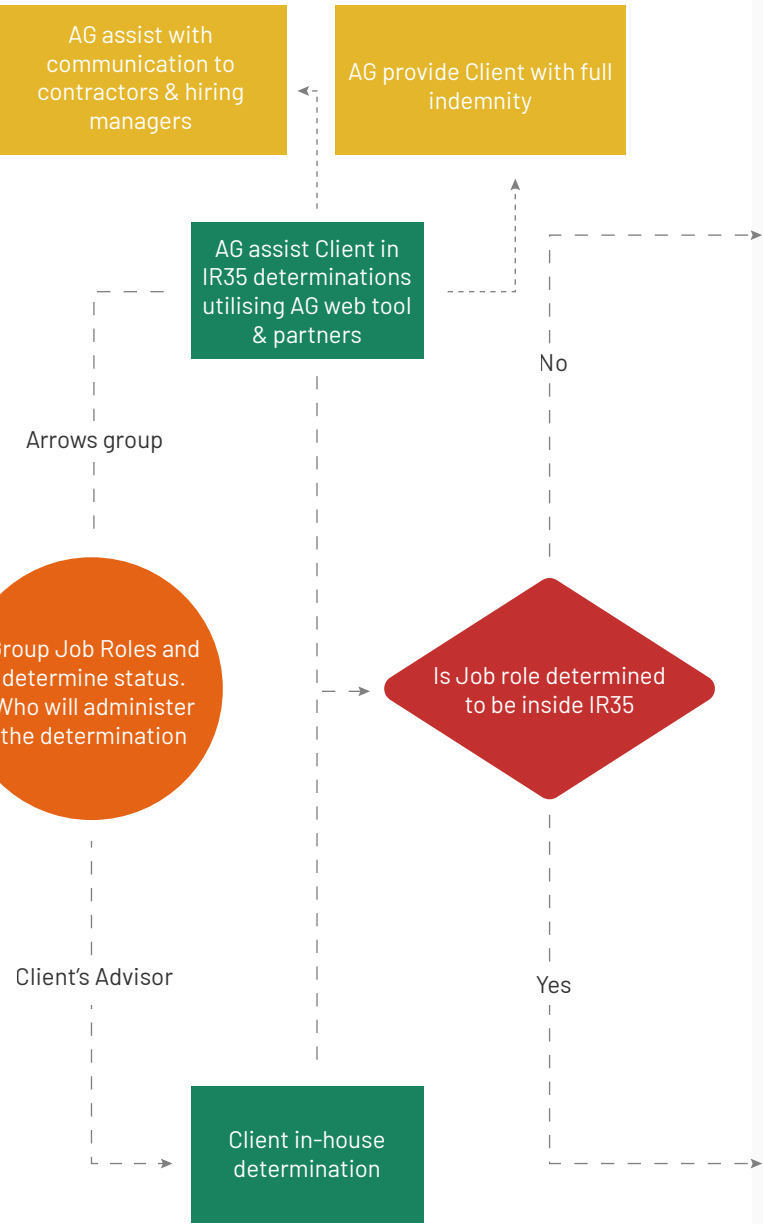 AG assist with
communication to
contractors & hiring
managers
AG provide Client with full
indemnity
AG assist Client in
IR35 determinations
utilising AG web tool
& partners
No
Arrows group
Group Job Roles and
determine status.
Who will administer
the determination
Is Job role determined
to be inside IR35
Client's Advisor
Yes
Client in-house
determination